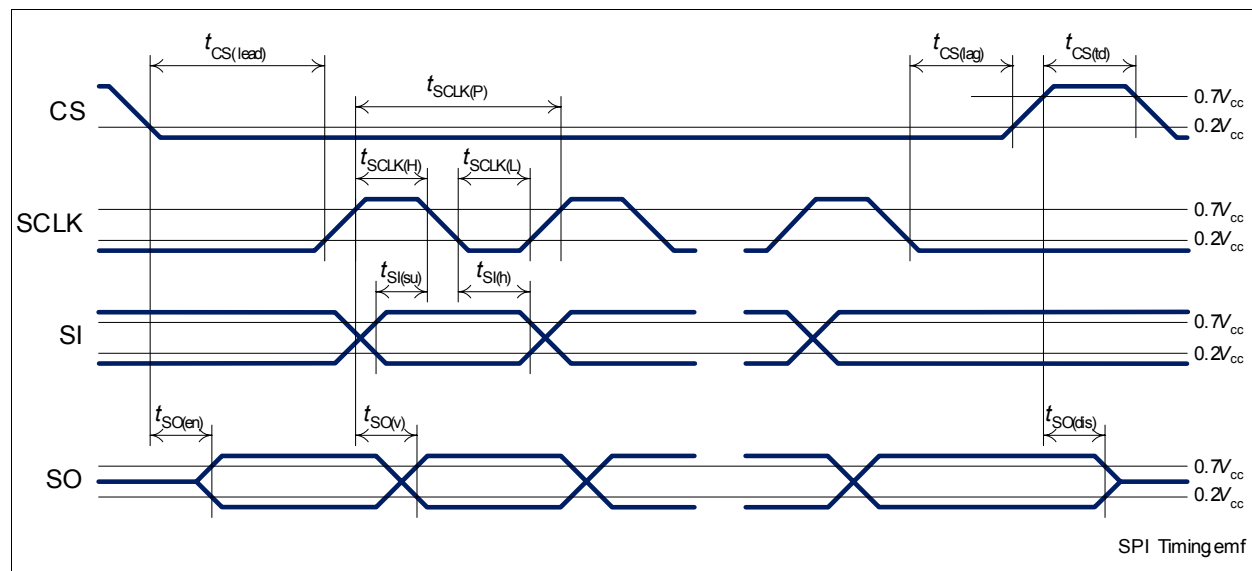 tCS(lead)
tCS(lag)
tCS(td)
tSCLK(P)
CS
0.7Vcc
0.2Vcc
tSCLK(H)
tSCLK(L)
SCLK
0.7Vcc
0.2Vcc
tSI(su)
tSI(h)
SI
0.7Vcc
0.2Vcc
tSO(en)
tSO(v)
tSO(dis)
SO
0.7Vcc
0.2Vcc
SPI Timing.emf